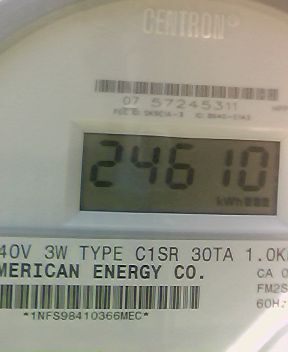 CENTRON®
07 57245311
24610
kWh
40V 3W TYPE C1SR 30TA 1.0K
MERICAN ENERGY CO.
CA 0
FM2S
60H
*1NFS98410366MEC*